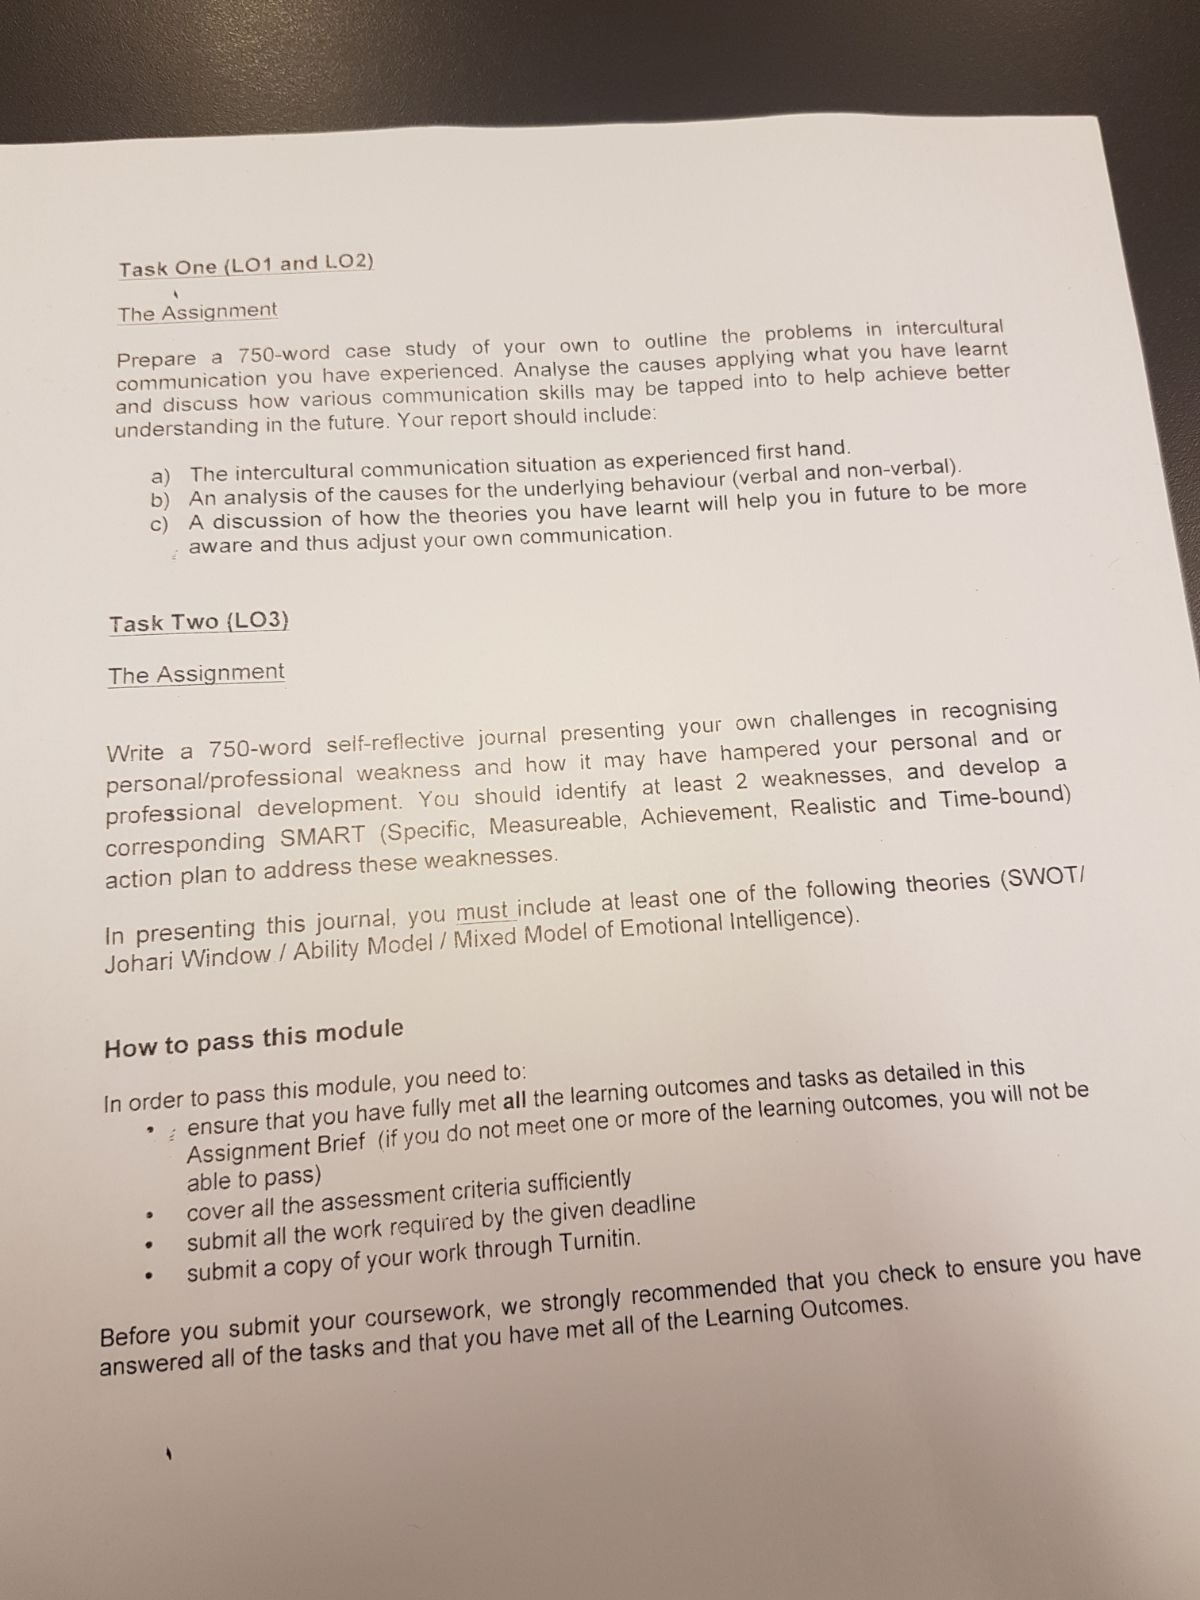 Task One (LO1 and LO2)
The Assignment
Prepare a 750-word case study of your own to outline the problems in intercultural
communication you have experienced. Analyse the causes applying what you have learnt
and discuss how various communication skills may be tapped into to help achieve better
understanding in the future. Your report should include:
a) The intercultural communication situation as experienced first hand.
b) An analysis of the causes for the underlying behaviour (verbal and non-verbal).
c) A discussion of how the theories you have learnt will help you in future to be more
aware and thus adjust your own communication.
Task Two (LO3)
The Assignment
Write a 750-word self-reflective journal presenting your own challenges in recognising
personal/professional weakness and how it may have hampered your personal and or
professional development. You should identify at least 2 weaknesses, and develop a
corresponding SMART (Specific, Measureable, Achievement, Realistic and Time-bound)
action plan to address these weaknesses.
In presenting this journal, you must include at least one of the following theories (SWOT/
Johari Window / Ability Model / Mixed Model of Emotional Intelligence).
How to pass this module
In order to pass this module, you need to:
• ensure that you have fully met all the learning outcomes and tasks as detailed in this
Assignment Brief (if you do not meet one or more of the learning outcomes, you will not be
able to pass)
• cover all the assessment criteria sufficiently
• submit all the work required by the given deadline
• submit a copy of your work through Turnitin.
Before you submit your coursework, we strongly recommended that you check to ensure you have
answered all of the tasks and that you have met all of the Learning Outcomes.